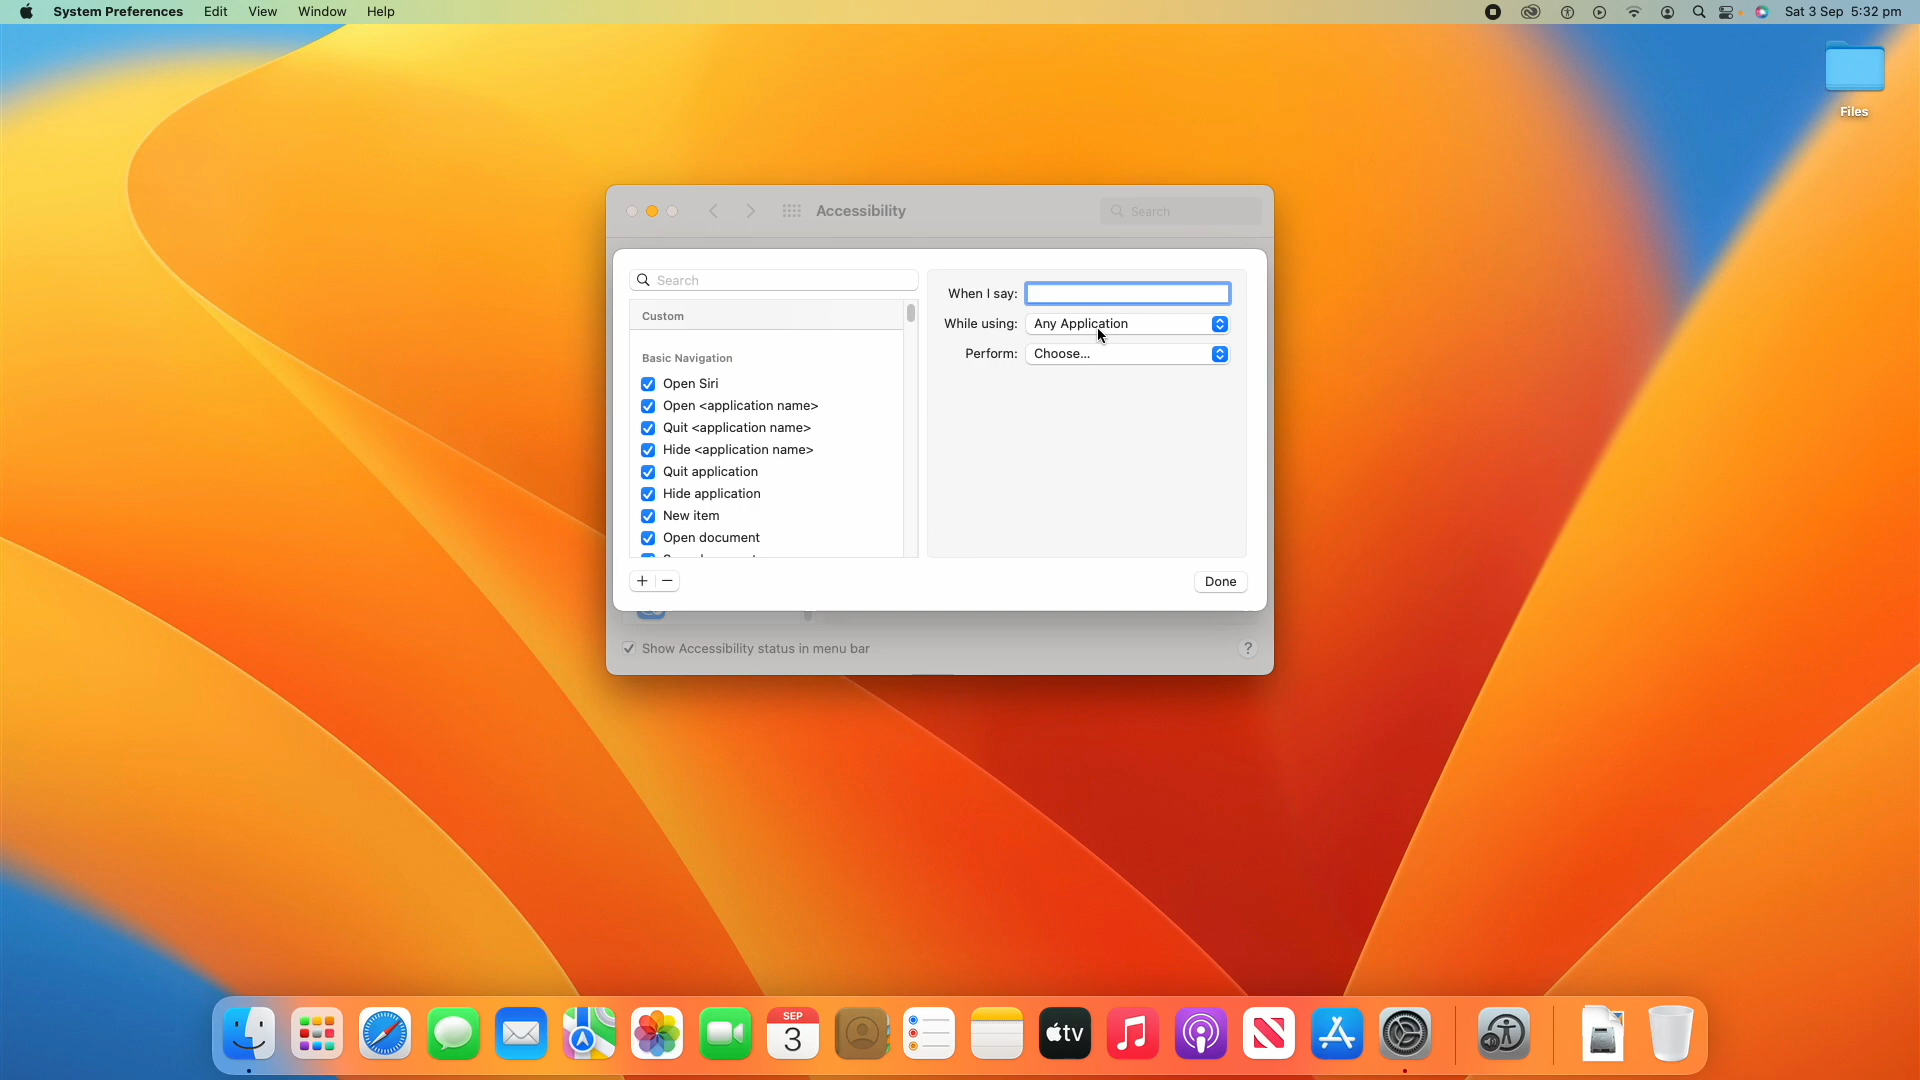 System Preferences Edit View Window Help
Sat 3 Sep 5:32 pm
Files
Accessibility
Search
Search
Custom
Basic Navigation
Open Siri
Open <application name>
Quit <application name>
Hide <application name>
Quit application
Hide application
New item
Open document
When I say:
While using: Any Application
Perform: Choose...
+ −
Done
Show Accessibility status in menu bar
?
SEP
3
tv